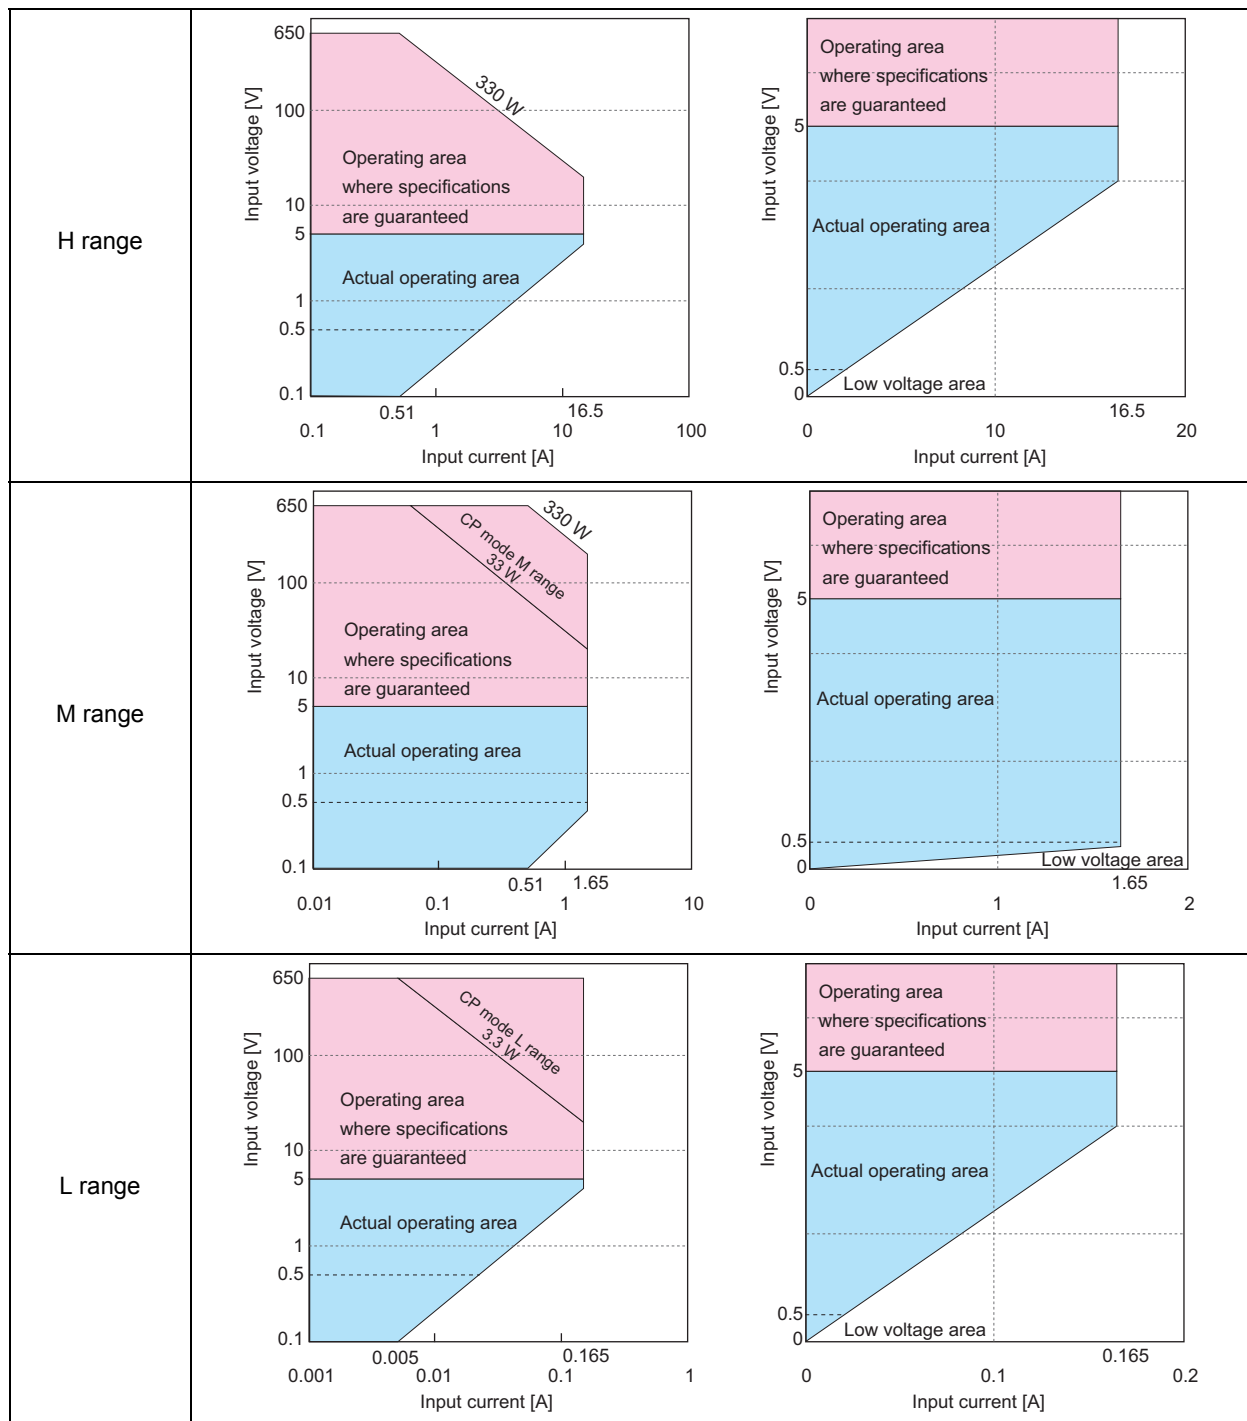 H range
650
100
10
5
1
0.5
0.1
Input voltage [V]
330 W
Operating area
where specifications
are guaranteed
Actual operating area
0.51
16.5
0.1
1
10
100
Input current [A]
Input voltage [V]
5
0.5
0
Operating area
where specifications
are guaranteed
Actual operating area
Low voltage area
16.5
0
10
20
Input current [A]
M range
650
100
10
5
1
0.5
0.1
Input voltage [V]
330 W
CP mode M range
33 W
Operating area
where specifications
are guaranteed
Actual operating area
0.51
1.65
0.01
0.1
1
10
Input current [A]
Input voltage [V]
5
0.5
0
Operating area
where specifications
are guaranteed
Actual operating area
Low voltage area
1.65
0
1
2
Input current [A]
L range
650
100
10
5
1
0.5
0.1
Input voltage [V]
CP mode L range
3.3 W
Operating area
where specifications
are guaranteed
Actual operating area
0.005
0.165
0.001
0.01
0.1
1
Input current [A]
Input voltage [V]
5
0.5
0
Operating area
where specifications
are guaranteed
Actual operating area
Low voltage area
0.165
0
0.1
0.2
Input current [A]